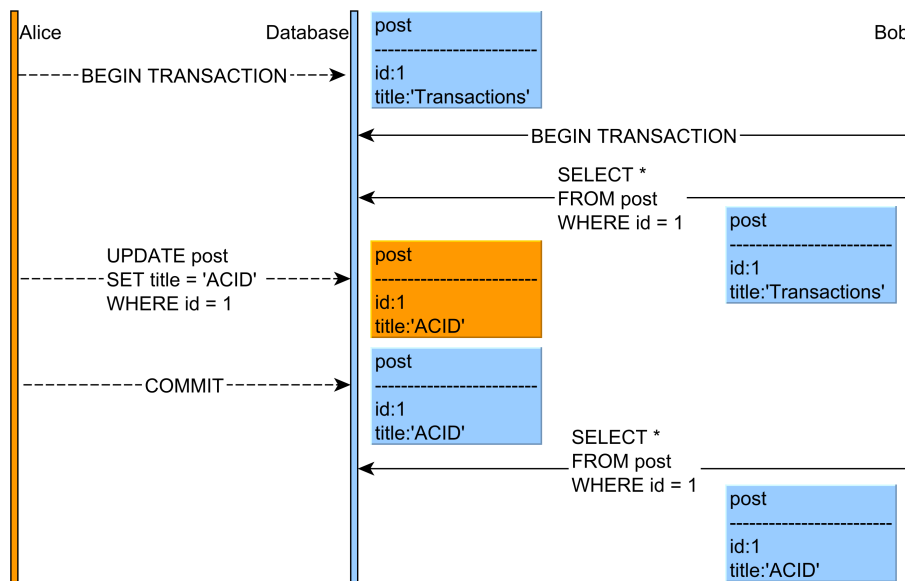 Alice
Database
post
--------------------------
id:1
title:'Transactions'
Bob
BEGIN TRANSACTION
BEGIN TRANSACTION
SELECT *
FROM post
WHERE id = 1
post
--------------------------
id:1
title:'Transactions'
UPDATE post
SET title = 'ACID'
WHERE id = 1
post
--------------------------
id:1
title:'ACID'
COMMIT
post
--------------------------
id:1
title:'ACID'
SELECT *
FROM post
WHERE id = 1
post
--------------------------
id:1
title:'ACID'